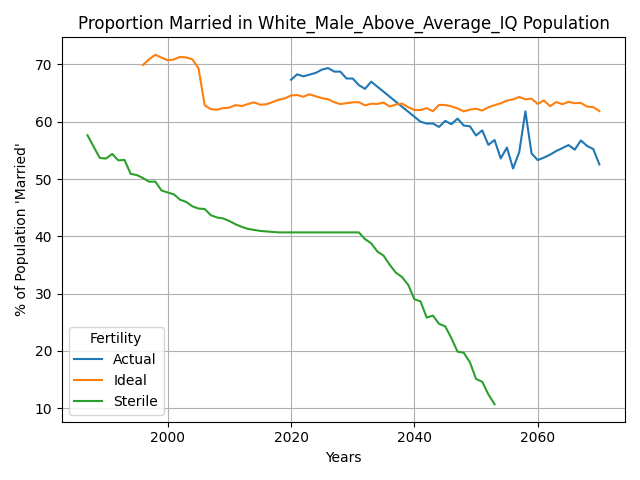 Proportion Married in White_Male_Above_Average_IQ Population
% of Population 'Married'
70
60
50
40
30
20
10
Fertility
Actual
Ideal
Sterile
2000
2020
2040
2060
Years